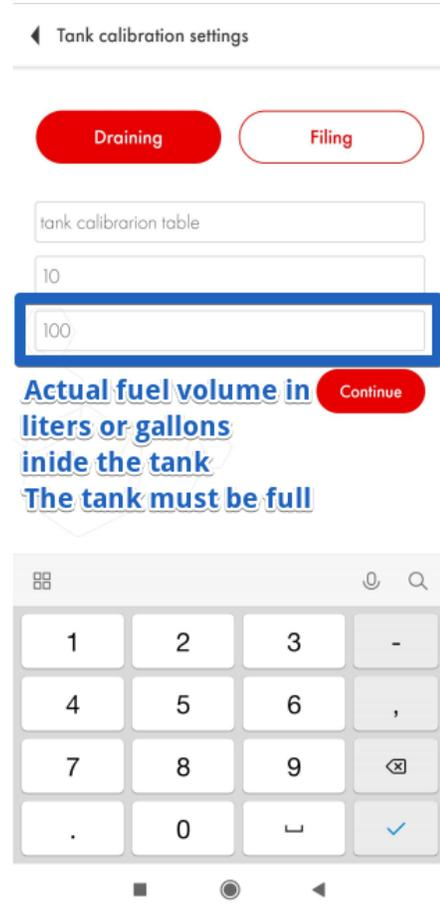 Tank calibration settings
Draining
Filing
tank calibrarion table
10
100
Actual fuel volume in
Continue
liters or gallons
inide the tank
The tank must be full
1 2 3 -
4 5 6 ,
7 8 9
. 0